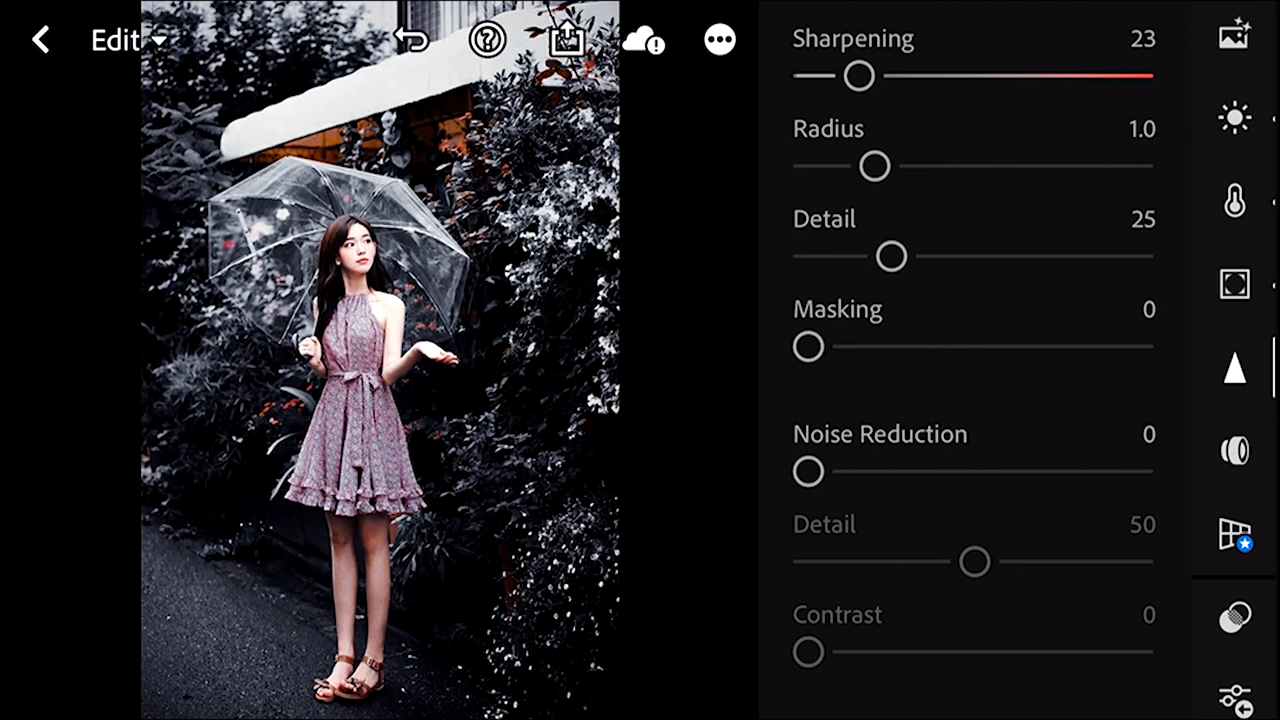 Edit
Sharpening 23
Radius 1.0
Detail 25
Masking 0
Noise Reduction 0
Detail 50
Contrast 0